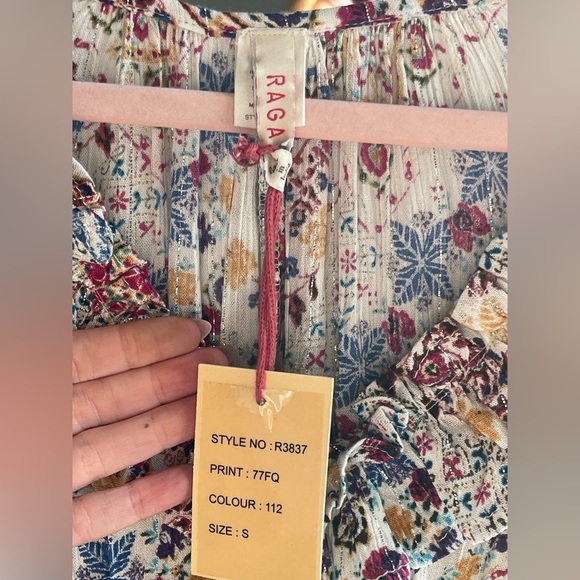 RAGA
STYLE NO : R3837
PRINT : 77FQ
COLOUR : 112
SIZE : S